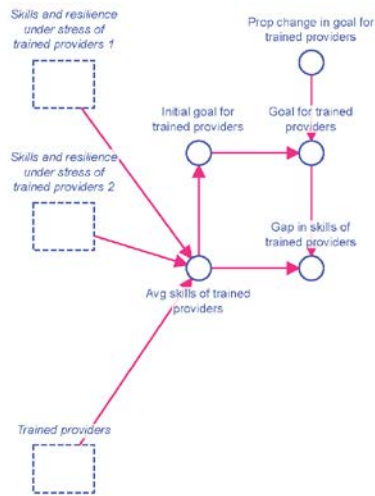 Skills and resilience
under stress of
trained providers 1
Prop change in goal for
trained providers
Initial goal for
trained providers
Goal for trained
providers
Skills and resilience
under stress of
trained providers 2
Gap in skills of
trained providers
Avg skills of trained
providers
Trained providers